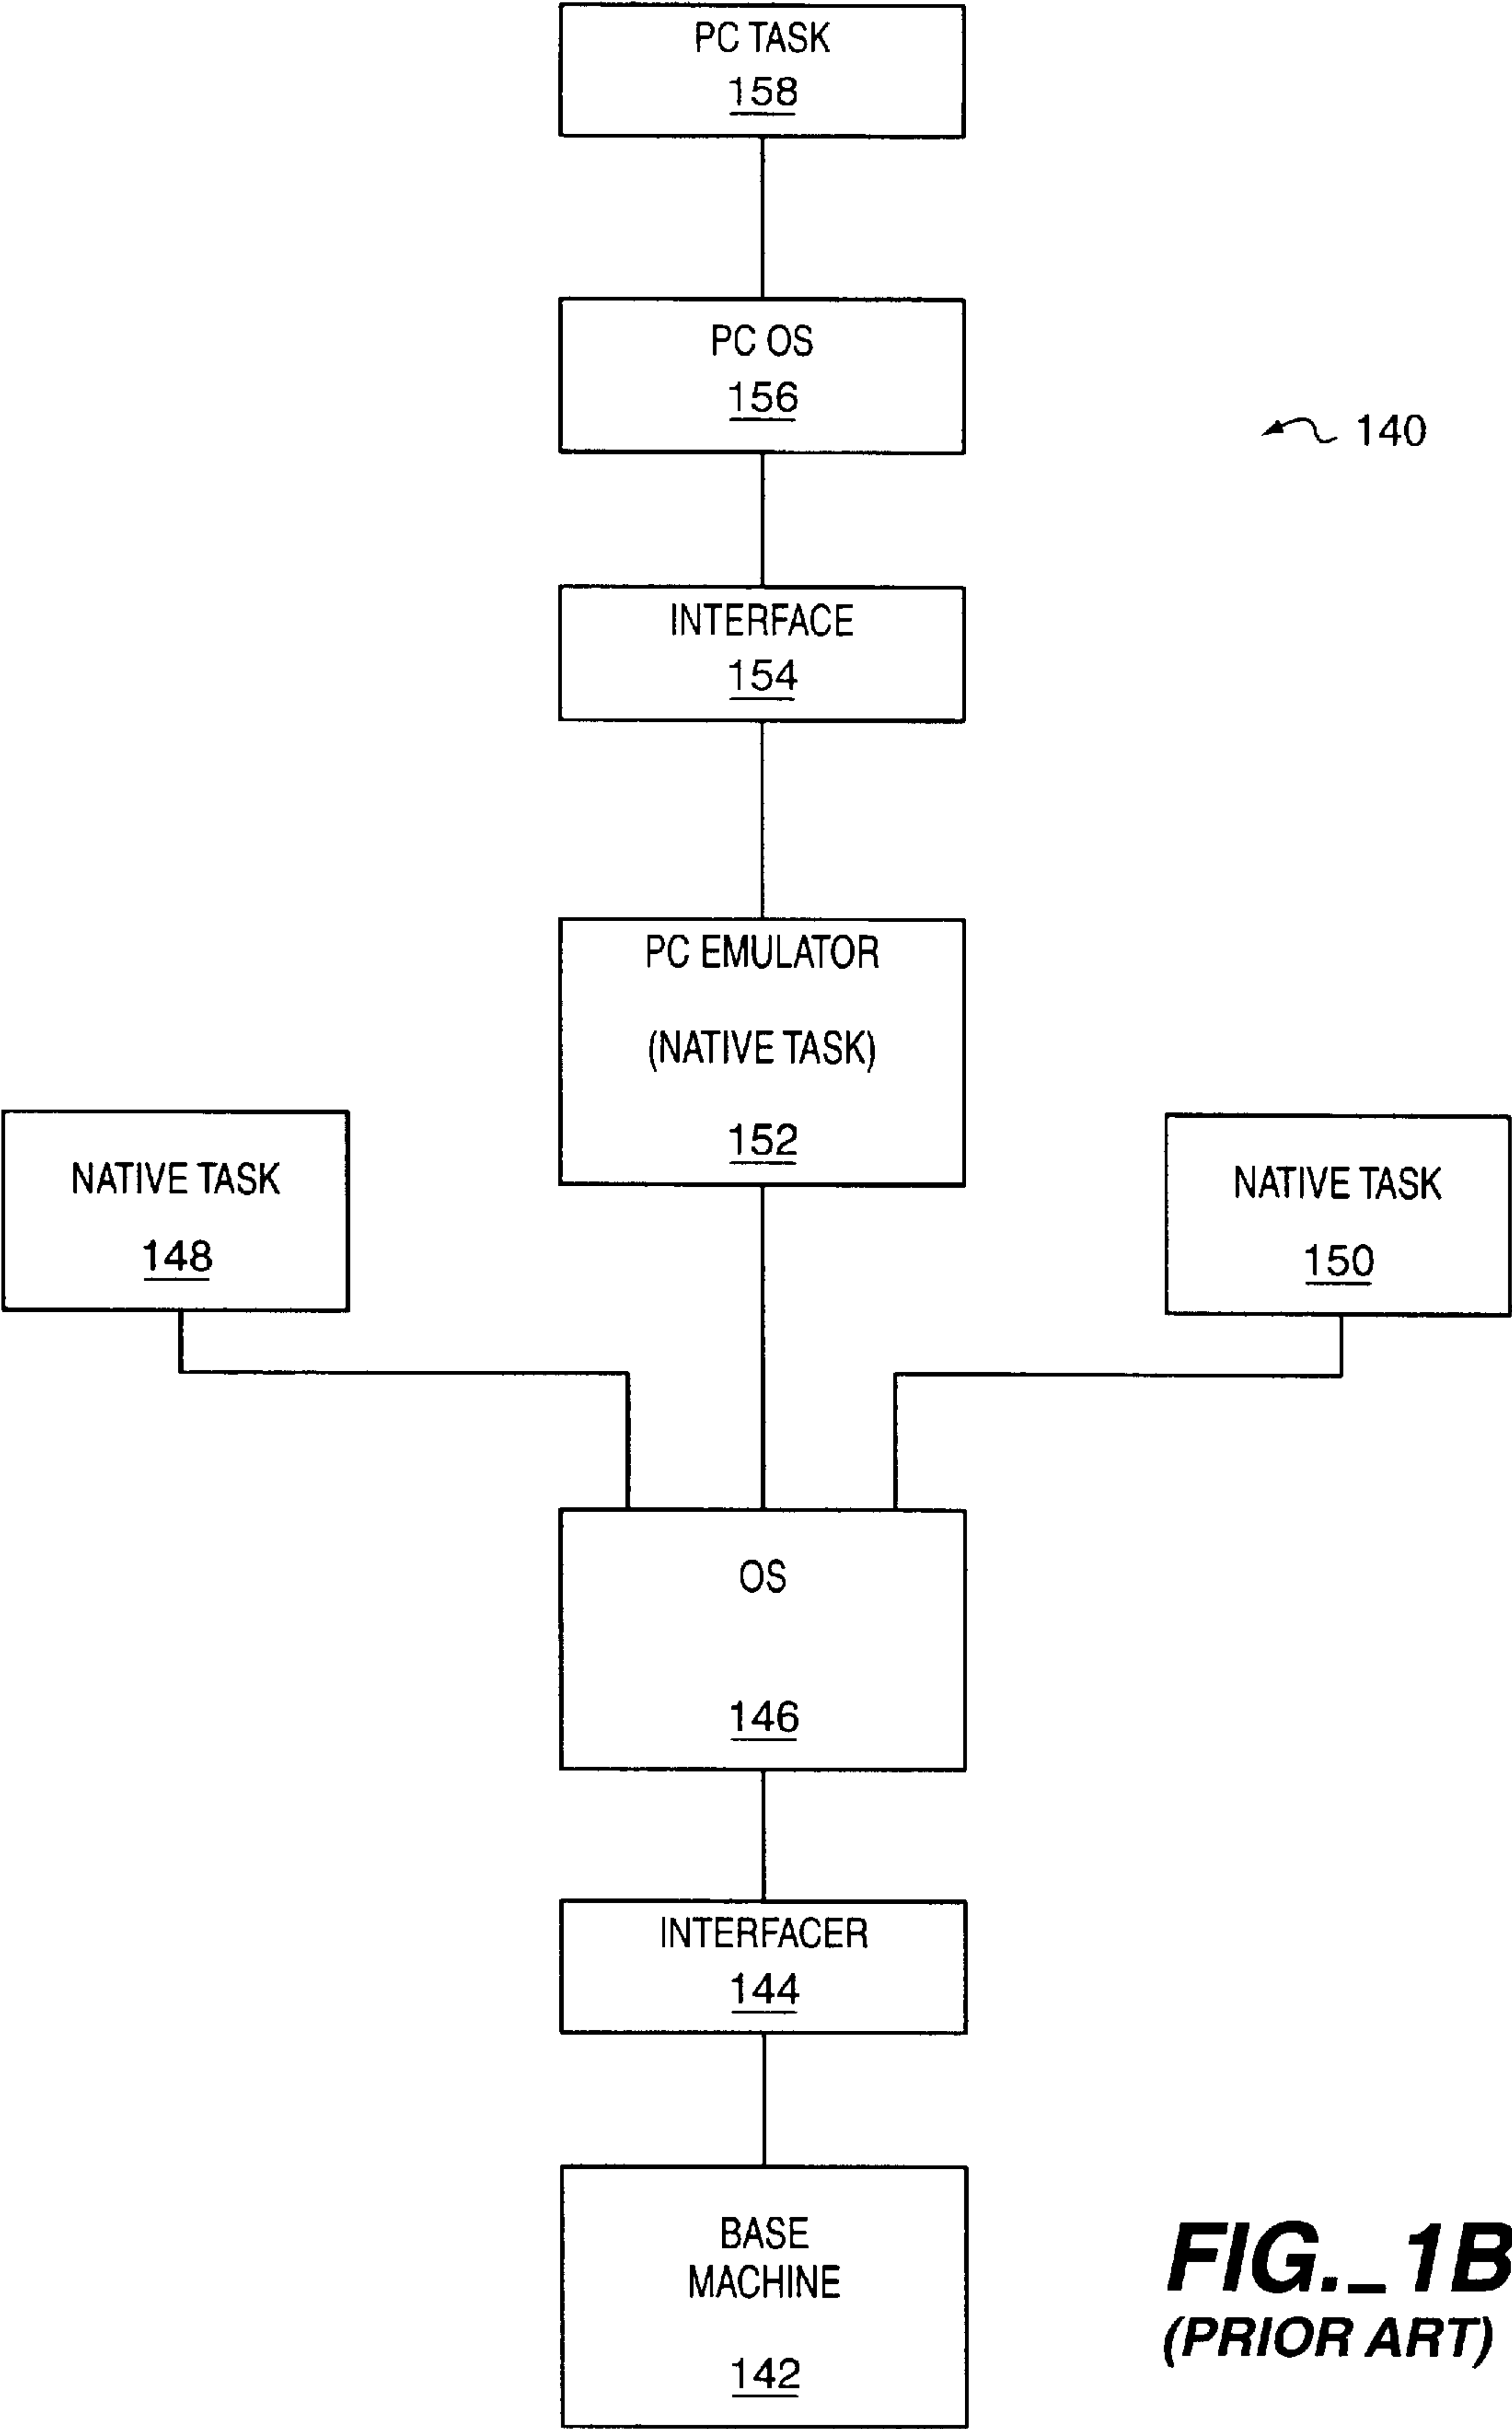 PC TASK
158
PC OS
156
140
INTERFACE
154
PC EMULATOR
(NATIVE TASK)
152
NATIVE TASK
148
NATIVE TASK
150
OS
146
INTERFACER
144
BASE
MACHINE
142
FIG._1B
(PRIOR ART)